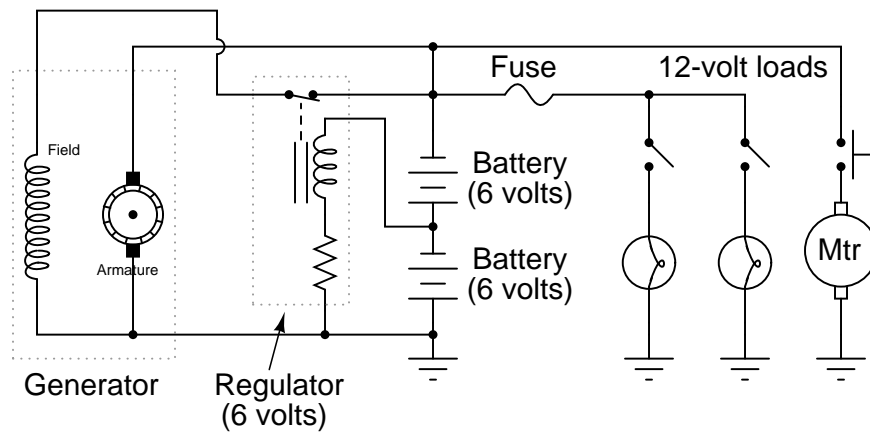 Fuse
12-volt loads
Field
Battery
(6 volts)
Armature
Battery
(6 volts)
Mtr
Generator
Regulator
(6 volts)